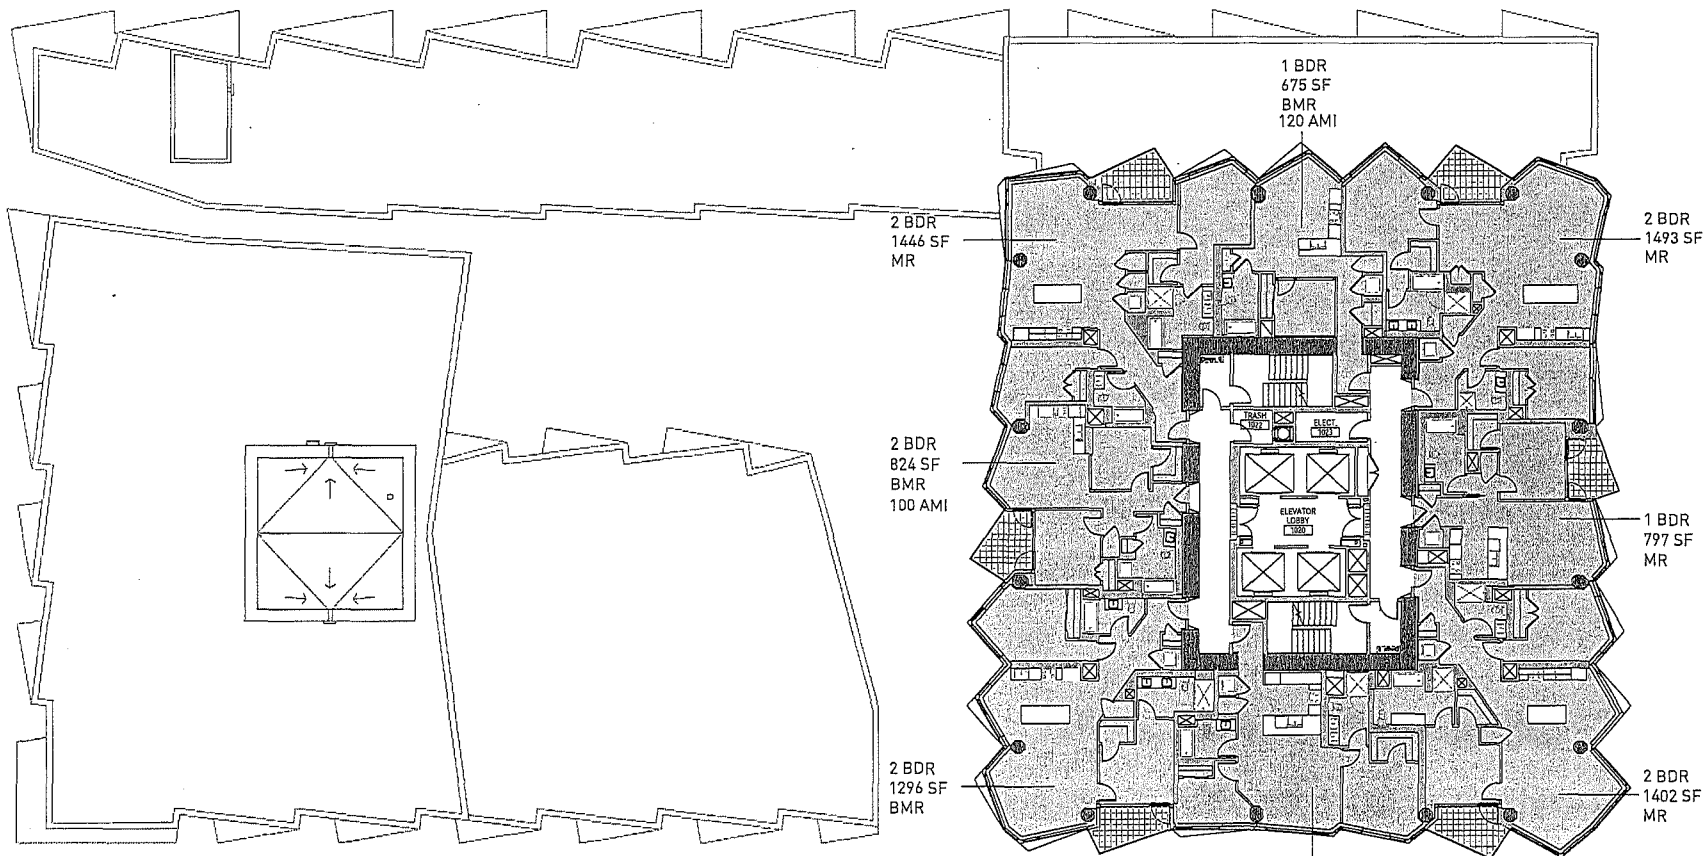 1 BDR
675 SF
BMR
120 AMI
2 BDR
1446 SF
MR
2 BDR
1493 SF
MR
TRASH
1022
ELECT.
1023
2 BDR
824 SF
BMR
100 AMI
ELEVATOR
LOBBY
1020
1 BDR
797 SF
MR
2 BDR
1296 SF
BMR
2 BDR
1402 SF
MR